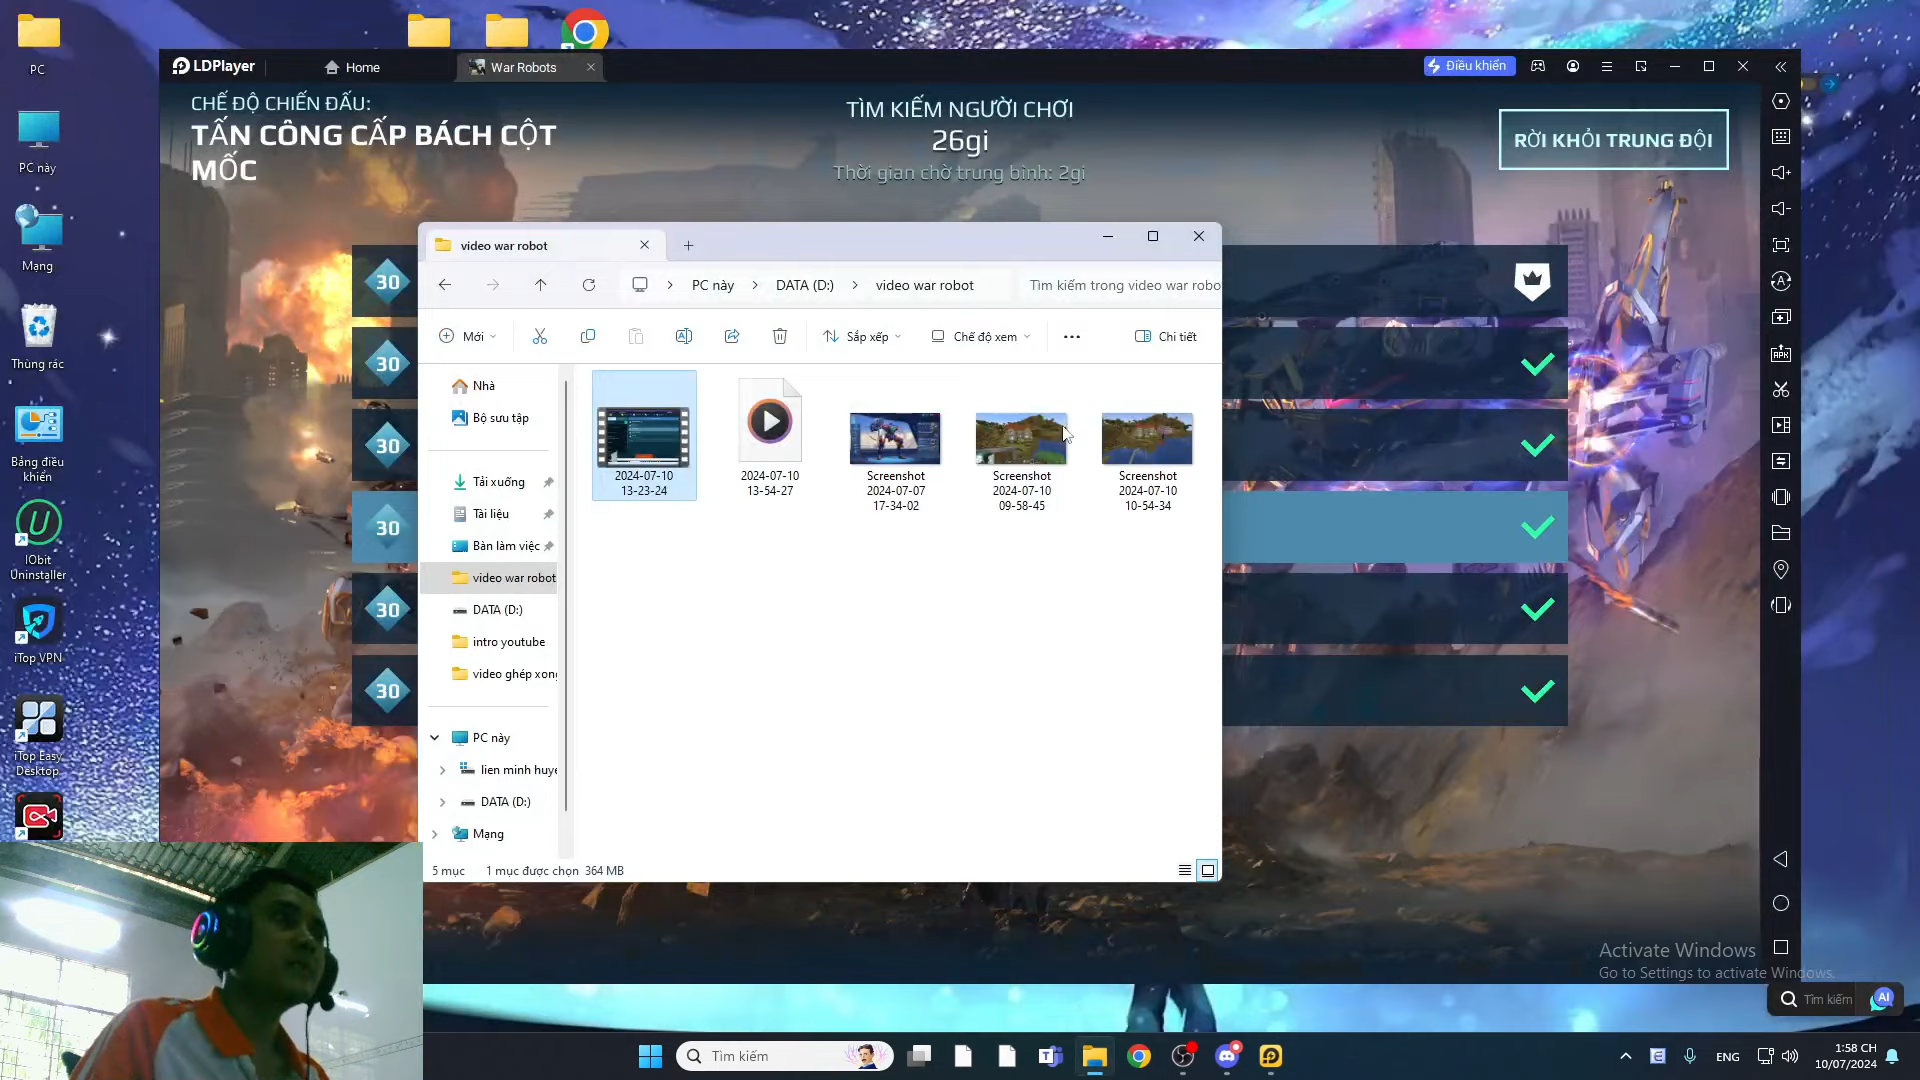 PC
PC này
Mạng
Thùng rác
Bảng điều
khiển
IObit
Uninstaller
iTop VPN
iTop Easy
Desktop
LDPlayer
Home
War Robots
Điều khiển
CHẾ ĐỘ CHIẾN ĐẤU:
TẤN CÔNG CẤP BÁCH CỘT
MỐC
TÌM KIẾM NGƯỜI CHƠI
26gi
Thời gian chờ trung bình: 2gi
RỜI KHỎI TRUNG ĐỘI
30
30
30
30
30
30
video war robot
PC này
DATA (D:)
video war robot
Tìm kiếm trong video war robo
Mới
Sắp xếp
Chế độ xem
Chi tiết
Nhà
Bộ sưu tập
Tải xuống
Tài liệu
Bàn làm việc
video war robot
DATA (D:)
intro youtube
video ghép xong
PC này
lien minh huye
DATA (D:)
Mạng
2024-07-10
13-23-24
2024-07-10
13-54-27
Screenshot
2024-07-07
17-34-02
Screenshot
2024-07-10
09-58-45
Screenshot
2024-07-10
10-54-34
5 mục
1 mục được chọn 364 MB
APK
Activate Windows
Go to Settings to activate Windows.
Tìm kiếm
AI
Tìm kiếm
ENG
1:58 CH
10/07/2024